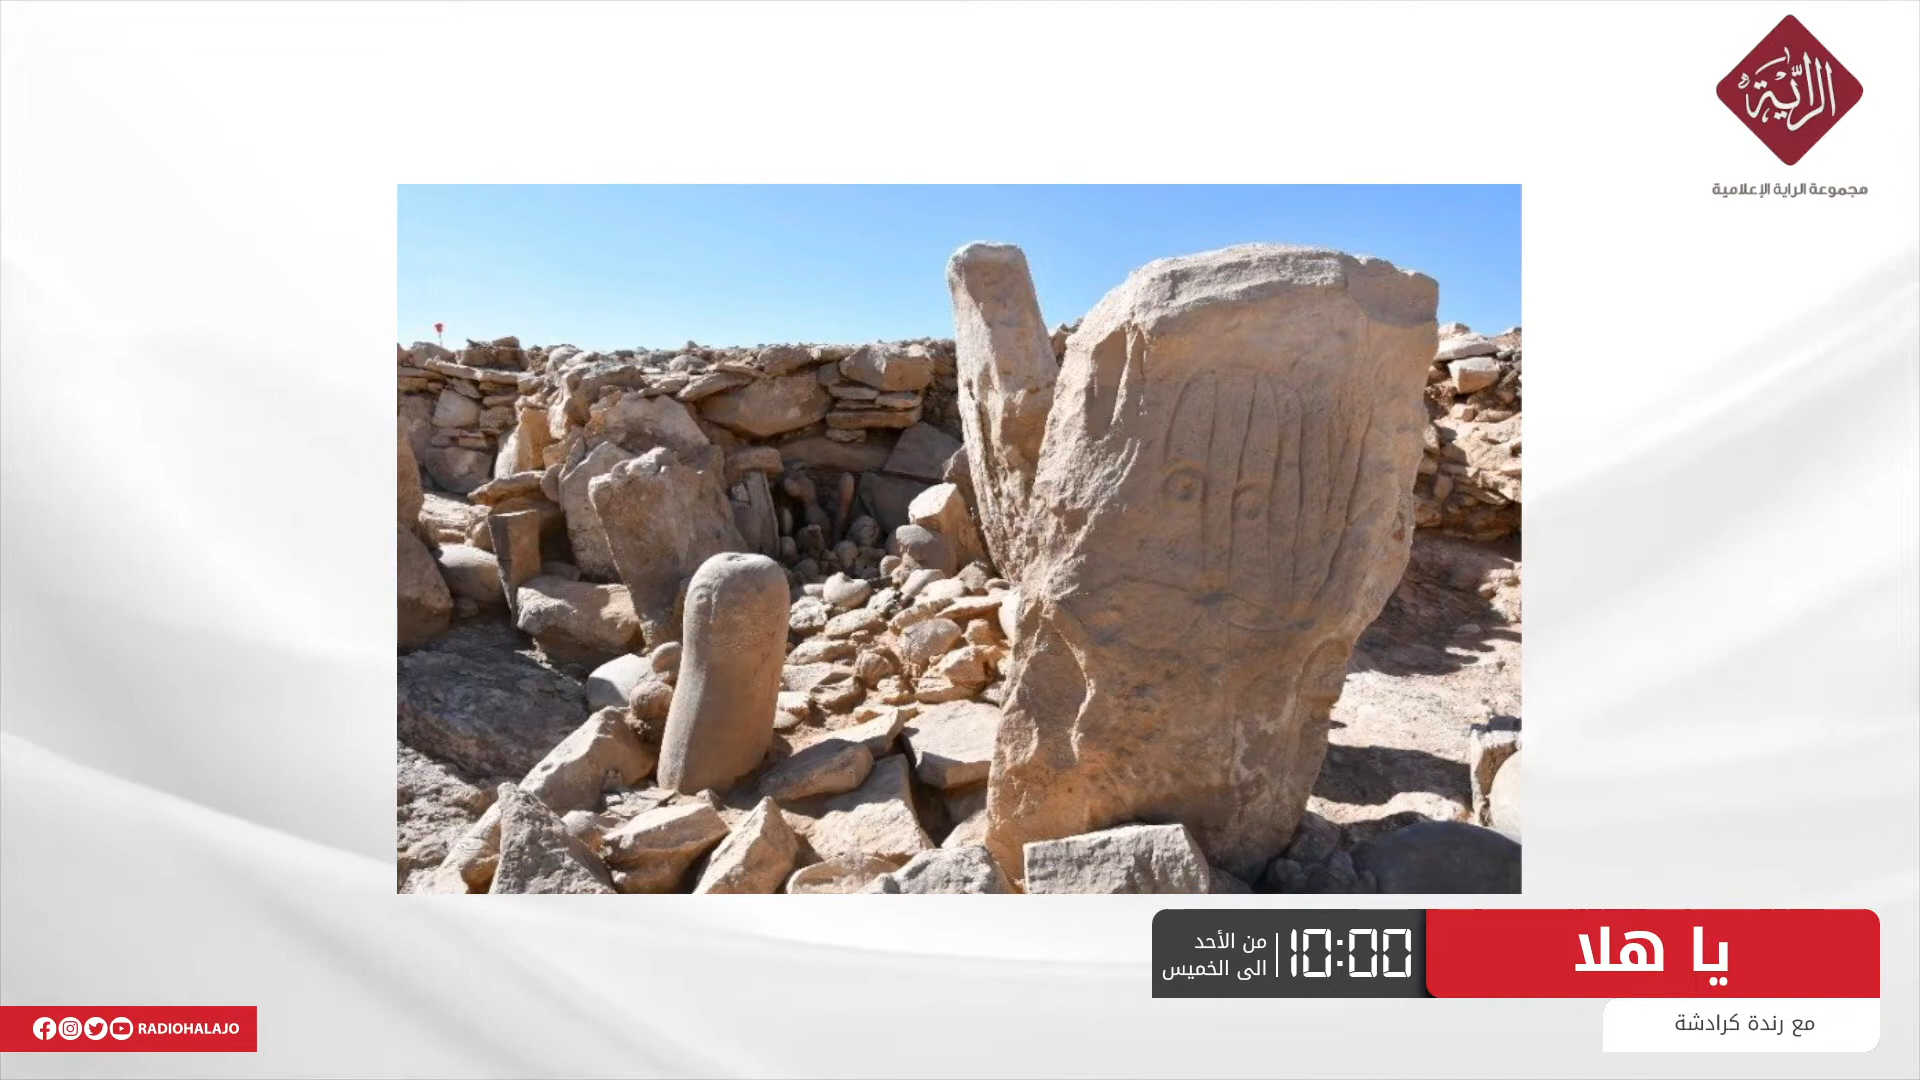 الراية
مجموعة الراية الإعلامية
يا هلا
10:00
من الأحد
الى الخميس
مع رندة كرادشة
RADIOHALAJO